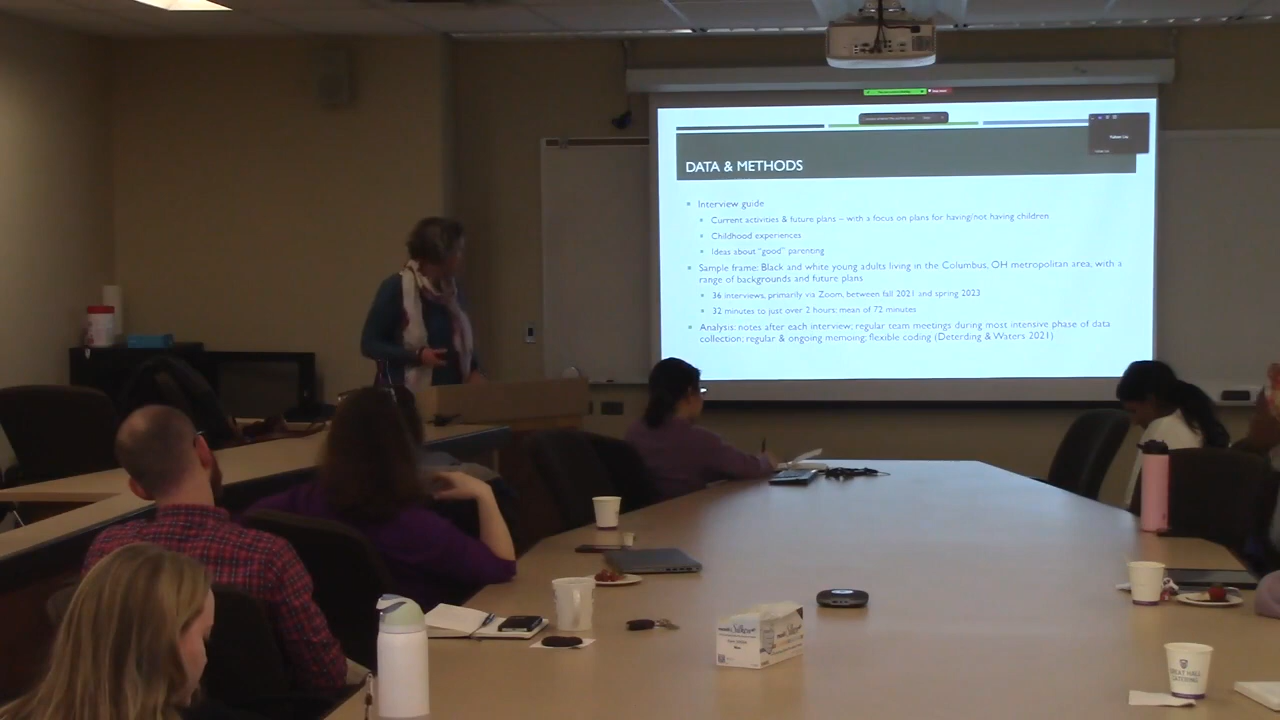 DATA & METHODS
Interview guide
Current activities & future plans – with a focus on plans for having/not having children
Childhood experiences
Ideas about "good" parenting
Sample frame: Black and white young adults living in the Columbus, OH metropolitan area, with a
range of backgrounds and future plans
36 interviews, primarily via Zoom, between fall 2021 and spring 2023
32 minutes to just over 2 hours; mean of 72 minutes
Analysis: notes after each interview; regular team meetings during most intensive phase of data
collection; regular & ongoing memoing; flexible coding (Deterding & Waters 2021)
GREAT HALL
CATERING